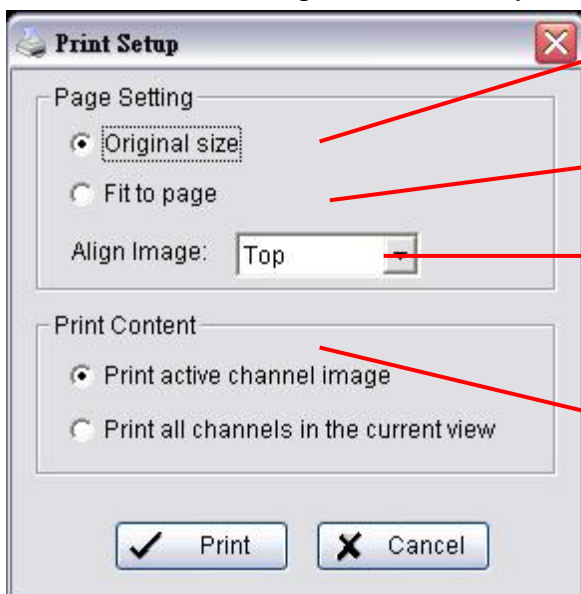 Print Setup
Page Setting
Original size
Fit to page
Align Image: Top
Print Content
Print active channel image
Print all channels in the current view
Print Cancel